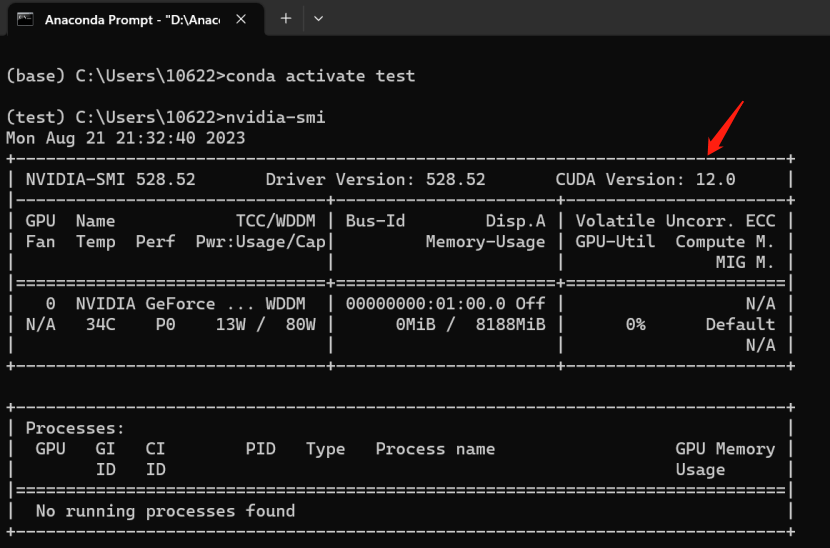 Anaconda Prompt - "D:\Anac
(base) C:\Users\10622>conda activate test
(test) C:\Users\10622>nvidia-smi
Mon Aug 21 21:32:40 2023
+-----------------------------------------------------------------------------+
| NVIDIA-SMI 528.52       Driver Version: 528.52       CUDA Version: 12.0     |
|-------------------------------+----------------------+----------------------+
| GPU  Name            TCC/WDDM | Bus-Id        Disp.A | Volatile Uncorr. ECC |
| Fan  Temp  Perf  Pwr:Usage/Cap|         Memory-Usage | GPU-Util  Compute M. |
|                               |                      |               MIG M. |
|===============================+======================+======================|
|   0  NVIDIA GeForce ... WDDM  | 00000000:01:00.0 Off |                  N/A |
| N/A   34C    P0    13W /  80W |      0MiB /  8188MiB |      0%      Default |
|                               |                      |                  N/A |
+-------------------------------+----------------------+----------------------+
+-----------------------------------------------------------------------------+
| Processes:                                                                  |
|  GPU   GI   CI        PID   Type   Process name                  GPU Memory |
|        ID   ID                                                   Usage      |
|=============================================================================|
|  No running processes found                                                 |
+-----------------------------------------------------------------------------+